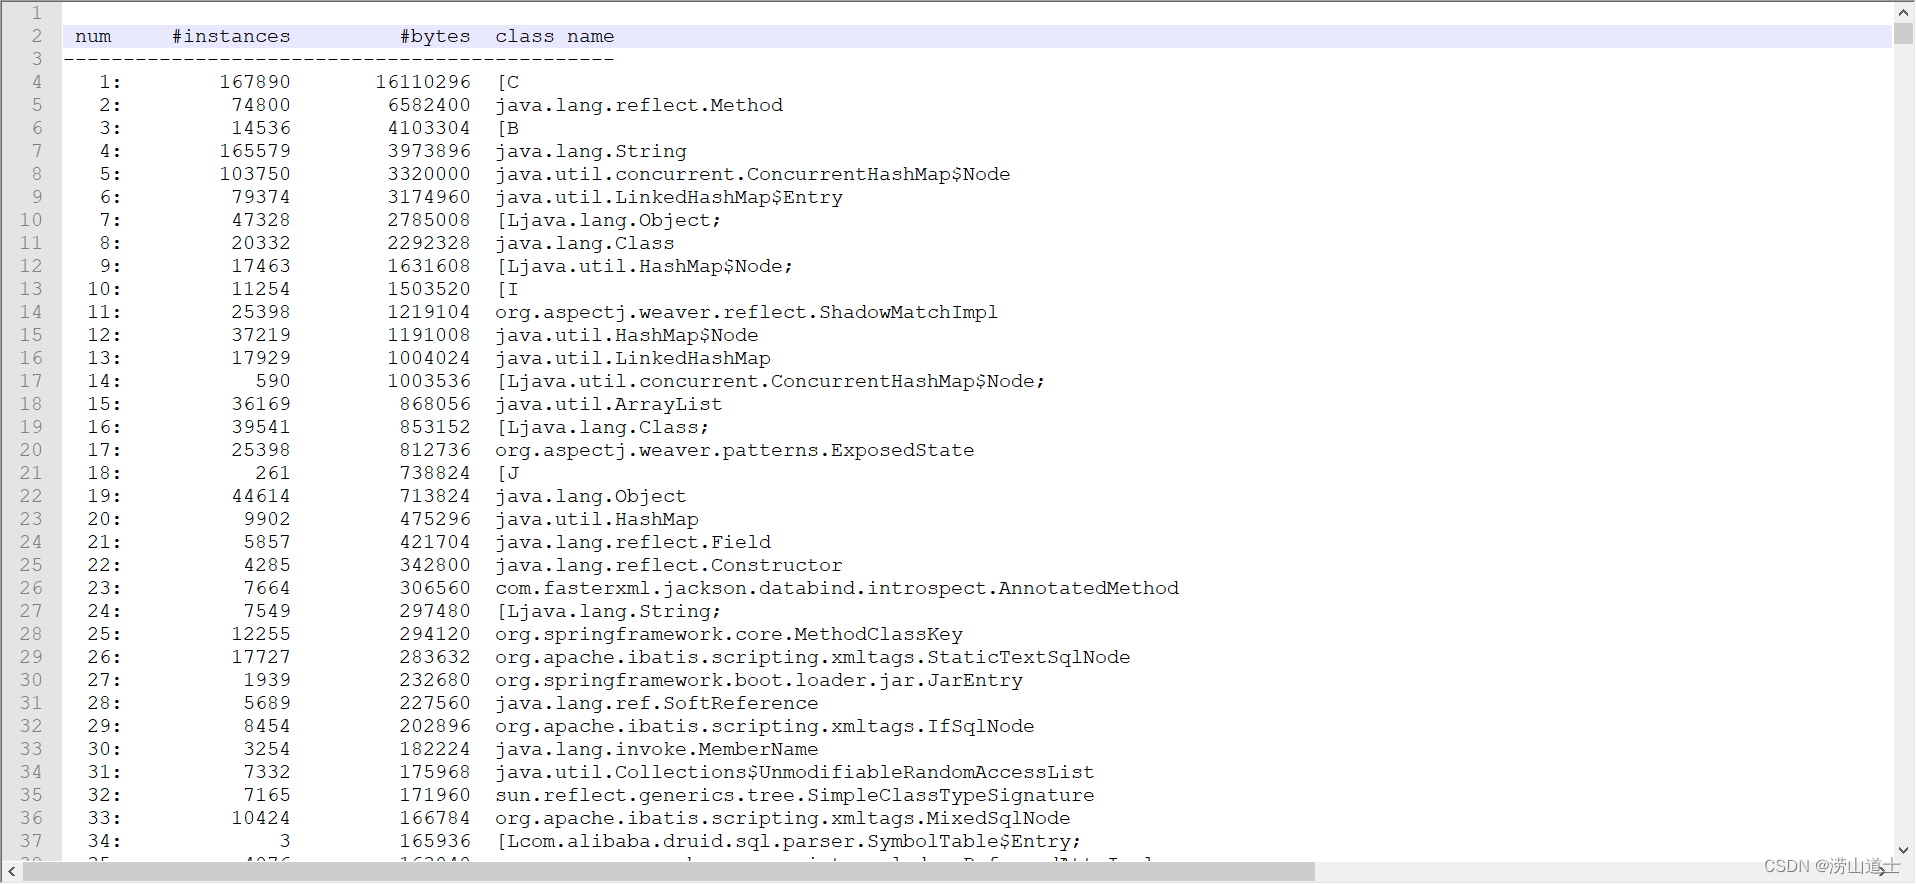 1
2 num #instances #bytes class name
3 ----------------------------------------------
4 1: 167890 16110296 [C
5 2: 74800 6582400 java.lang.reflect.Method
6 3: 14536 4103304 [B
7 4: 165579 3973896 java.lang.String
8 5: 103750 3320000 java.util.concurrent.ConcurrentHashMap$Node
9 6: 79374 3174960 java.util.LinkedHashMap$Entry
10 7: 47328 2785008 [Ljava.lang.Object;
11 8: 20332 2292328 java.lang.Class
12 9: 17463 1631608 [Ljava.util.HashMap$Node;
13 10: 11254 1503520 [I
14 11: 25398 1219104 org.aspectj.weaver.reflect.ShadowMatchImpl
15 12: 37219 1191008 java.util.HashMap$Node
16 13: 17929 1004024 java.util.LinkedHashMap
17 14: 590 1003536 [Ljava.util.concurrent.ConcurrentHashMap$Node;
18 15: 36169 868056 java.util.ArrayList
19 16: 39541 853152 [Ljava.lang.Class;
20 17: 25398 812736 org.aspectj.weaver.patterns.ExposedState
21 18: 261 738824 [J
22 19: 44614 713824 java.lang.Object
23 20: 9902 475296 java.util.HashMap
24 21: 5857 421704 java.lang.reflect.Field
25 22: 4285 342800 java.lang.reflect.Constructor
26 23: 7664 306560 com.fasterxml.jackson.databind.introspect.AnnotatedMethod
27 24: 7549 297480 [Ljava.lang.String;
28 25: 12255 294120 org.springframework.core.MethodClassKey
29 26: 17727 283632 org.apache.ibatis.scripting.xmltags.StaticTextSqlNode
30 27: 1939 232680 org.springframework.boot.loader.jar.JarEntry
31 28: 5689 227560 java.lang.ref.SoftReference
32 29: 8454 202896 org.apache.ibatis.scripting.xmltags.IfSqlNode
33 30: 3254 182224 java.lang.invoke.MemberName
34 31: 7332 175968 java.util.Collections$UnmodifiableRandomAccessList
35 32: 7165 171960 sun.reflect.generics.tree.SimpleClassTypeSignature
36 33: 10424 166784 org.apache.ibatis.scripting.xmltags.MixedSqlNode
37 34: 3 165936 [Lcom.alibaba.druid.sql.parser.SymbolTable$Entry;
CSDN @涝山道士